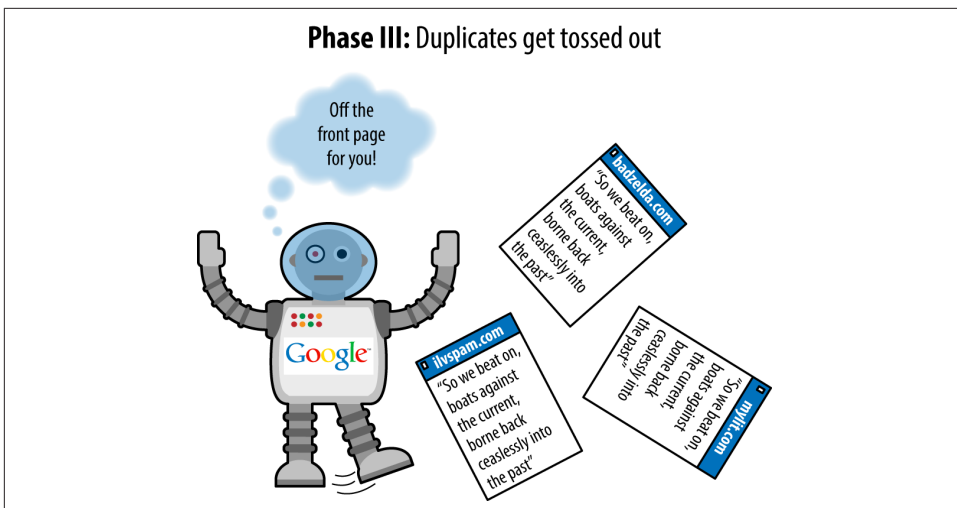 Phase III: Duplicates get tossed out
Off the
front page
for you!
Google™
badzelda.com
“So we beat on,
boats against
the current,
borne back
ceaslessly into
the past”
ilvspam.com
“So we beat on,
boats against
the current,
borne back
ceaslessly into
the past”
mylit.com
“So we beat on,
boats against
the current,
borne back
ceaslessly into
the past”